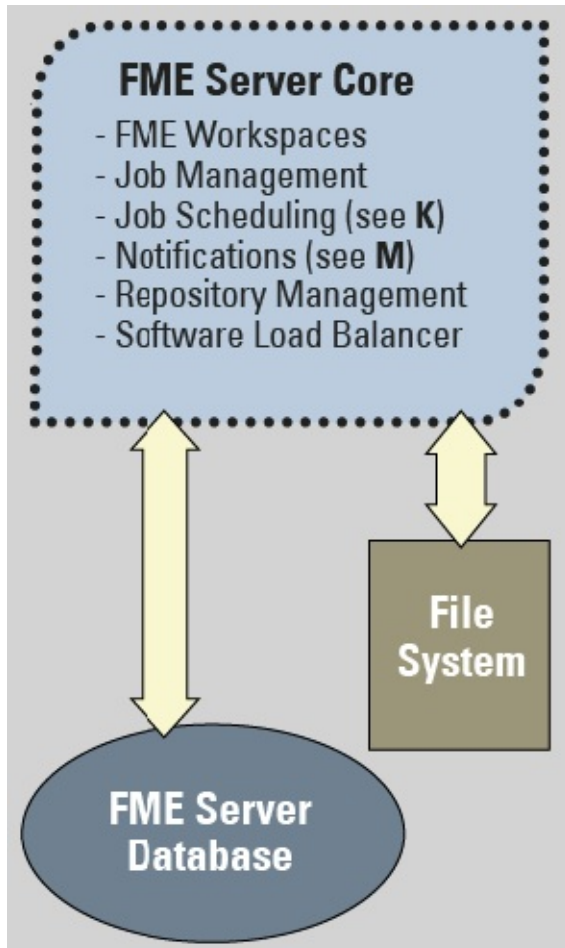 FME Server Core
- FME Workspaces
- Job Management
- Job Scheduling (see K)
- Notifications (see M)
- Repository Management
- Software Load Balancer
File
System
FME Server
Database